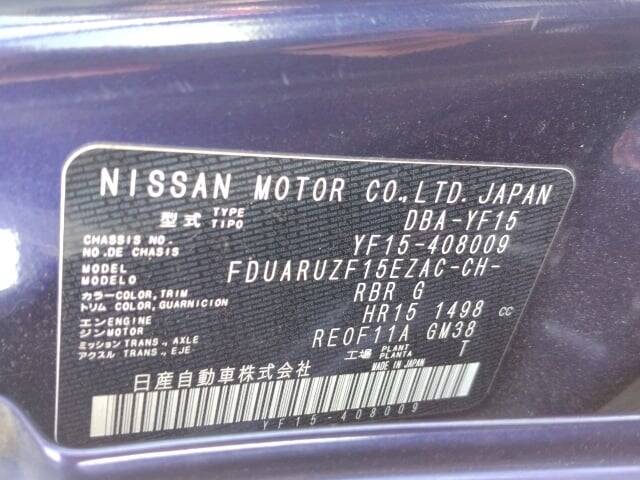 NISSAN MOTOR CO.,LTD. JAPAN
型式 TYPE TIPO DBA-YF15
CHASSIS NO. NO.DE CHASIS YF15-408009
MODEL MODELO FDUARUZF15EZAC-CH-
カラー COLOR,TRIM トリム COLOR,GUARNICION RBR G
エンジン ENGINE MOTOR HR15 1498 CC
ミッション TRANS.,AXLE アクスル TRANS.,EJE RE0F11A GM38
工場 PLANT PLANTA T
MADE IN JAPAN
日産自動車株式会社
YF15-408009